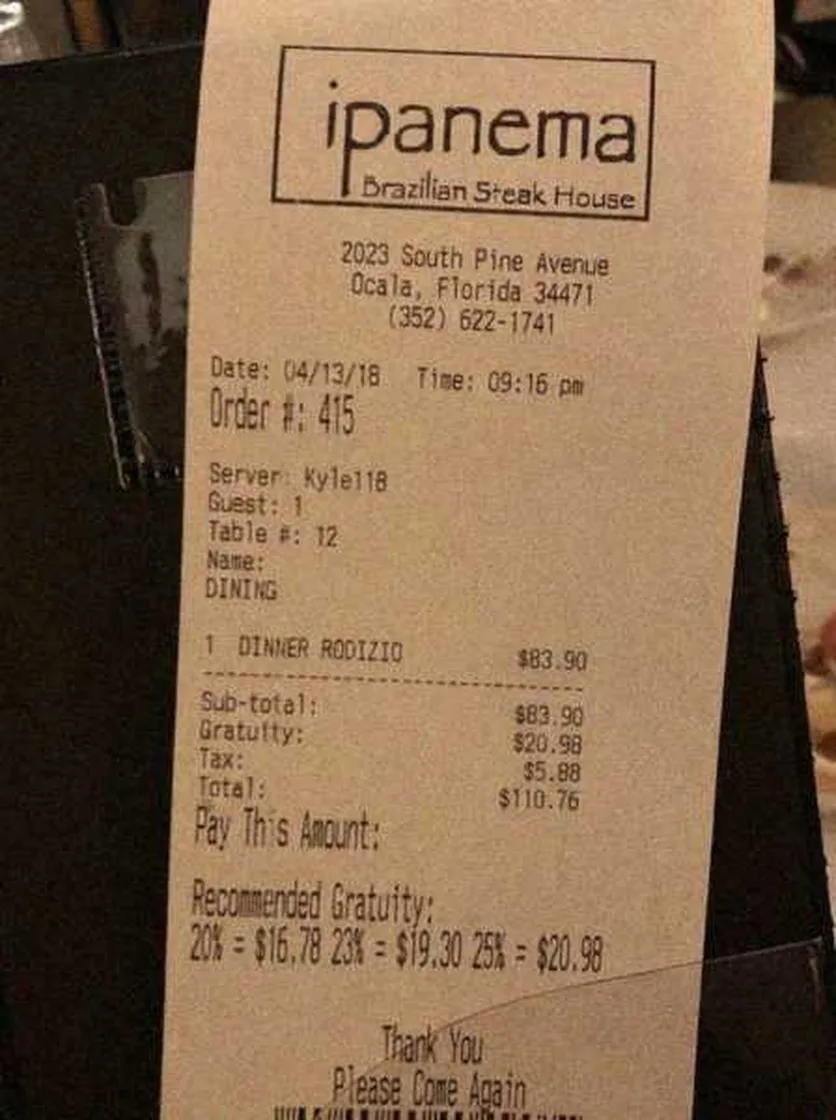 ipanema
Brazilian Steak House
2023 South Pine Avenue
Ocala, Florida 34471
(352) 622-1741
Date: 04/13/18 Time: 09:16 pm
Order #: 415
Server: Kyle118
Guest: 1
Table #: 12
Name:
DINING
1 DINNER RODIZIO $83.90
Sub-total: $83.90
Gratuity: $20.98
Tax: $5.88
Total: $110.76
Pay This Amount:
Recommended Gratuity:
20% = $16.78 23% = $19.30 25% = $20.98
Thank You
Please Come Again